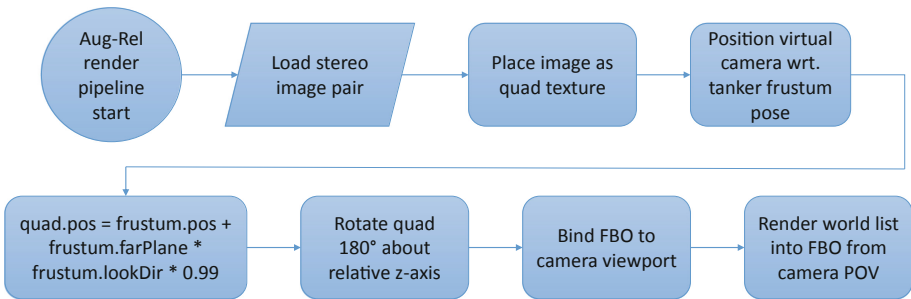 Aug-Rel
render
pipeline
start
Load stereo
image pair
Place image as
quad texture
Position virtual
camera wrt.
tanker frustum
pose
quad.pos = frustum.pos +
frustum.farPlane *
frustum.lookDir * 0.99
Rotate quad
180° about
relative z-axis
Bind FBO to
camera viewport
Render world list
into FBO from
camera POV